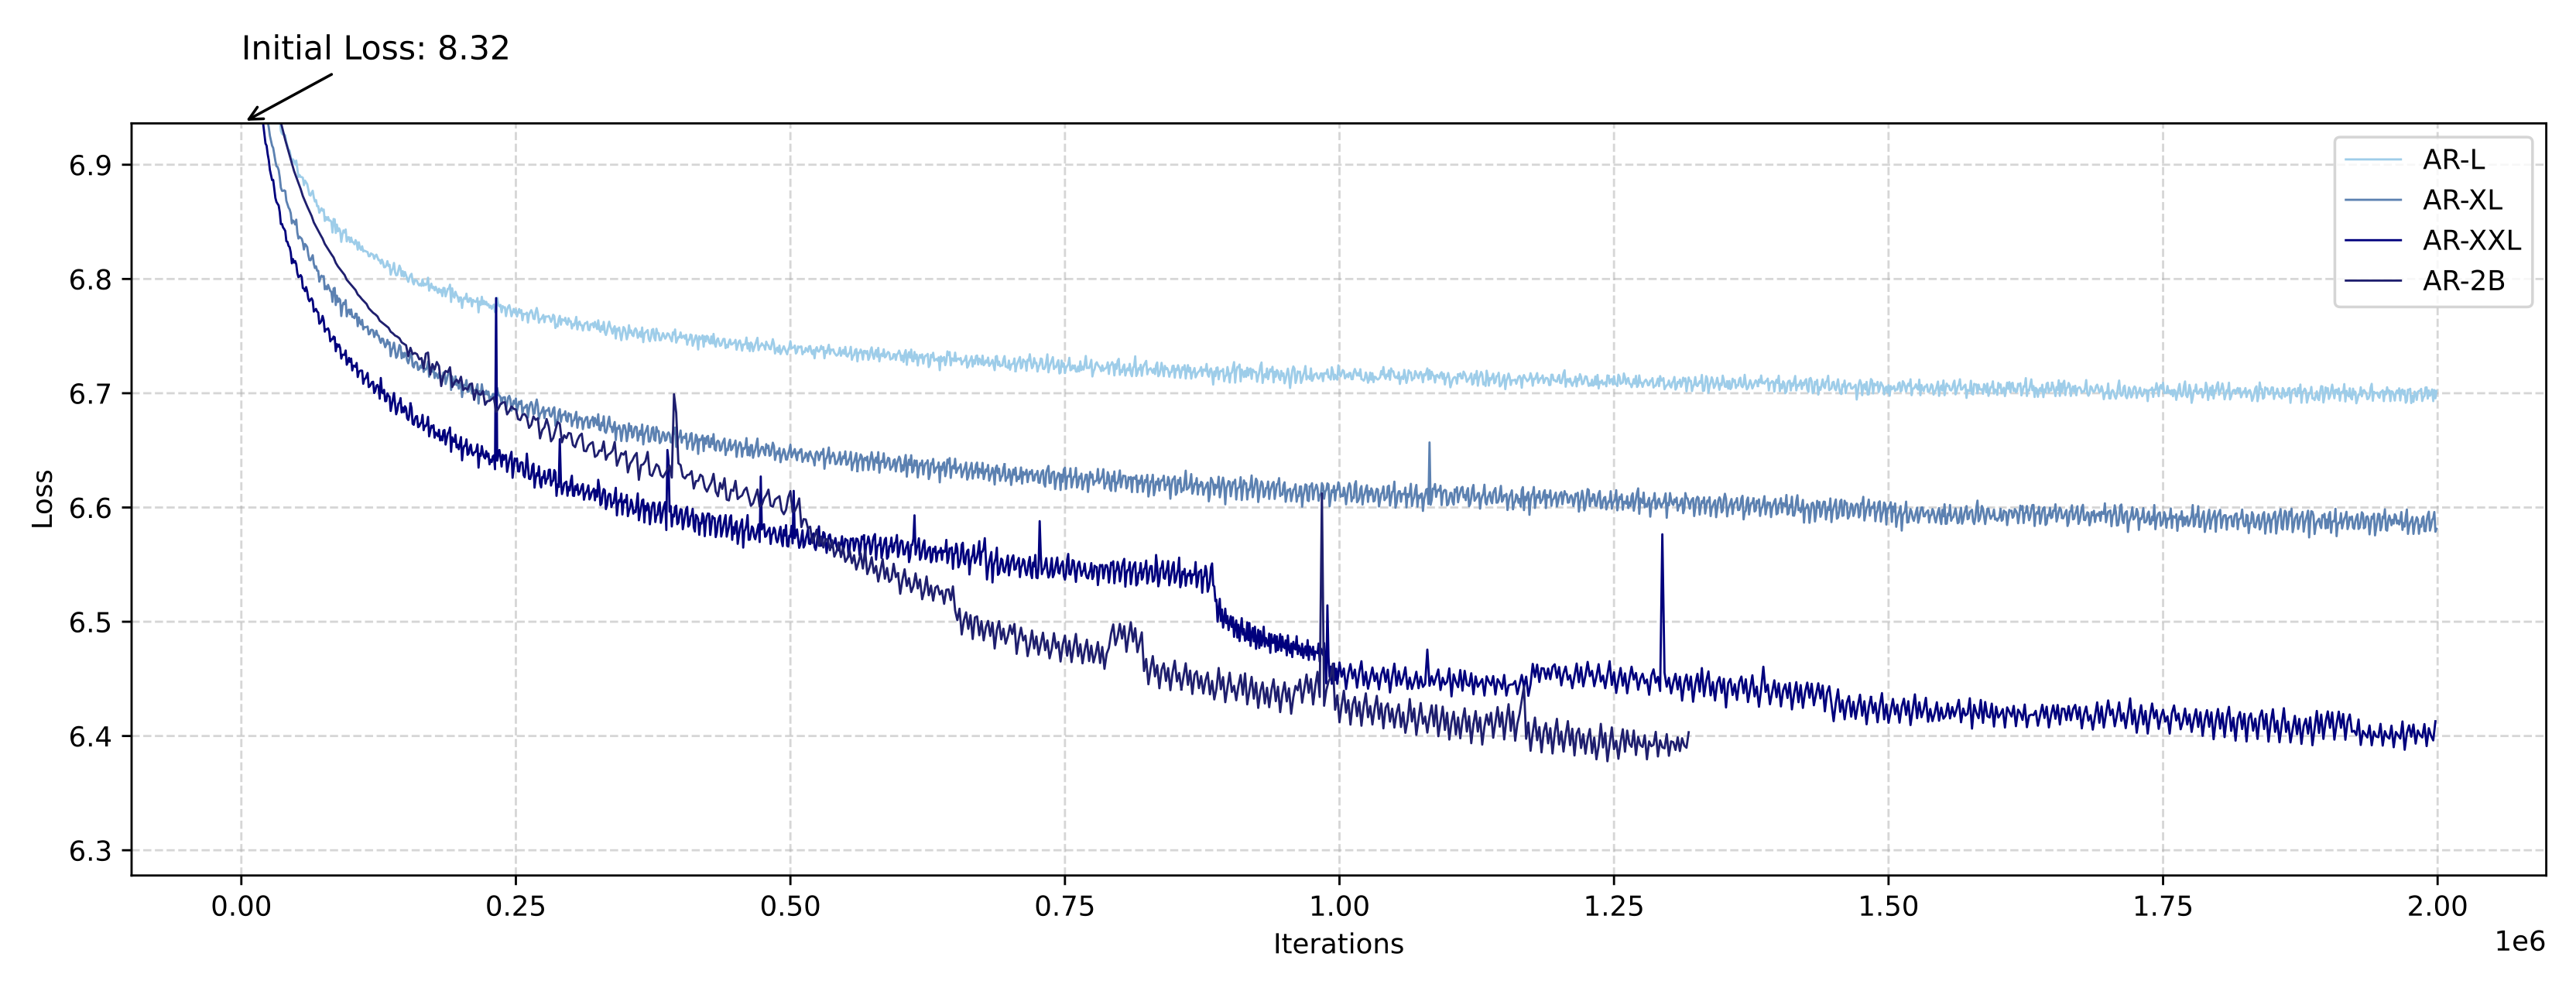 Initial Loss: 8.32
AR-L
AR-XL
AR-XXL
AR-2B
6.9
6.8
6.7
6.6
6.5
6.4
6.3
Loss
0.00 0.25 0.50 0.75 1.00 1.25 1.50 1.75 2.00
Iterations
1e6